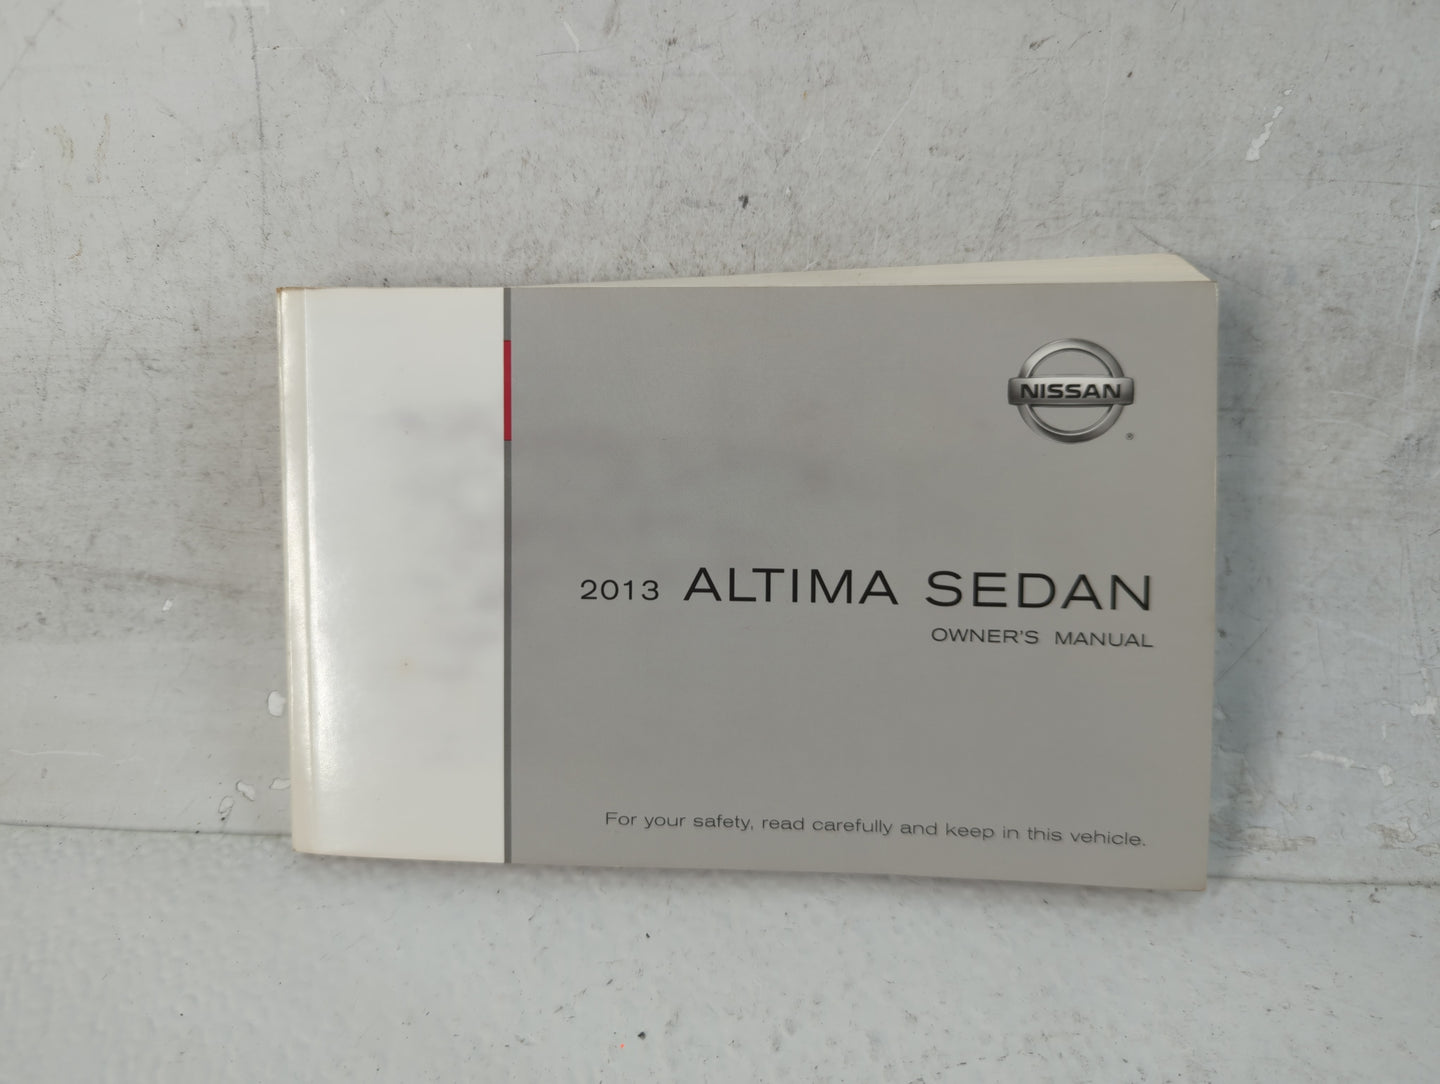 NISSAN
®
2013 ALTIMA SEDAN
OWNER'S MANUAL
For your safety, read carefully and keep in this vehicle.